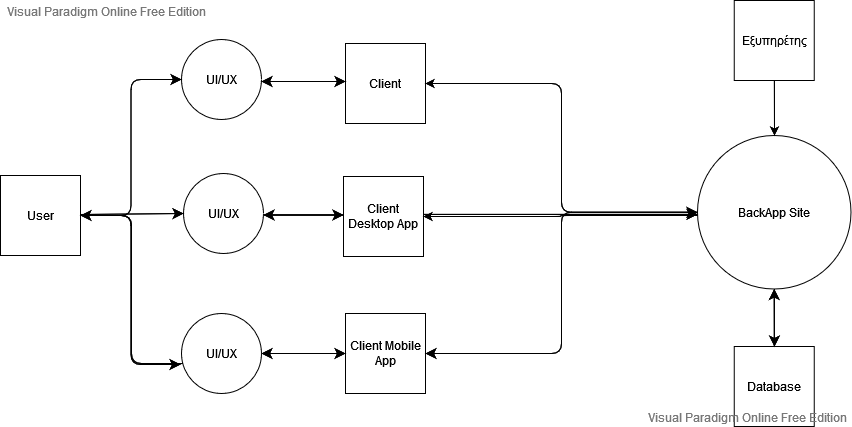 Visual Paradigm Online Free Edition
Εξυπηρέτης
UI/UX
Client
User
UI/UX
Client
Desktop App
BackApp Site
UI/UX
Client Mobile
App
Database
Visual Paradigm Online Free Edition